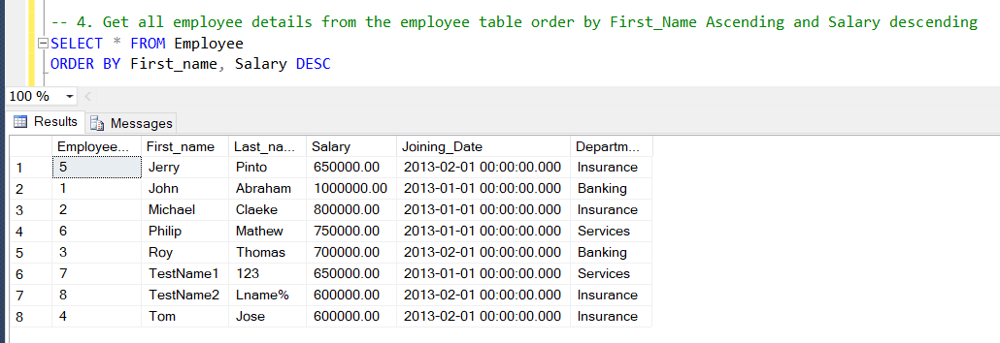 -- 4. Get all employee details from the employee table order by First_Name Ascending and Salary descending
SELECT * FROM Employee
ORDER BY First_name, Salary DESC
100 %
Results Messages
Employee... First_name Last_na... Salary Joining_Date Departm...
1 5 Jerry Pinto 650000.00 2013-02-01 00:00:00.000 Insurance
2 1 John Abraham 1000000.00 2013-01-01 00:00:00.000 Banking
3 2 Michael Claeke 800000.00 2013-01-01 00:00:00.000 Insurance
4 6 Philip Mathew 750000.00 2013-01-01 00:00:00.000 Services
5 3 Roy Thomas 700000.00 2013-02-01 00:00:00.000 Banking
6 7 TestName1 123 650000.00 2013-01-01 00:00:00.000 Services
7 8 TestName2 Lname% 600000.00 2013-02-01 00:00:00.000 Insurance
8 4 Tom Jose 600000.00 2013-02-01 00:00:00.000 Insurance